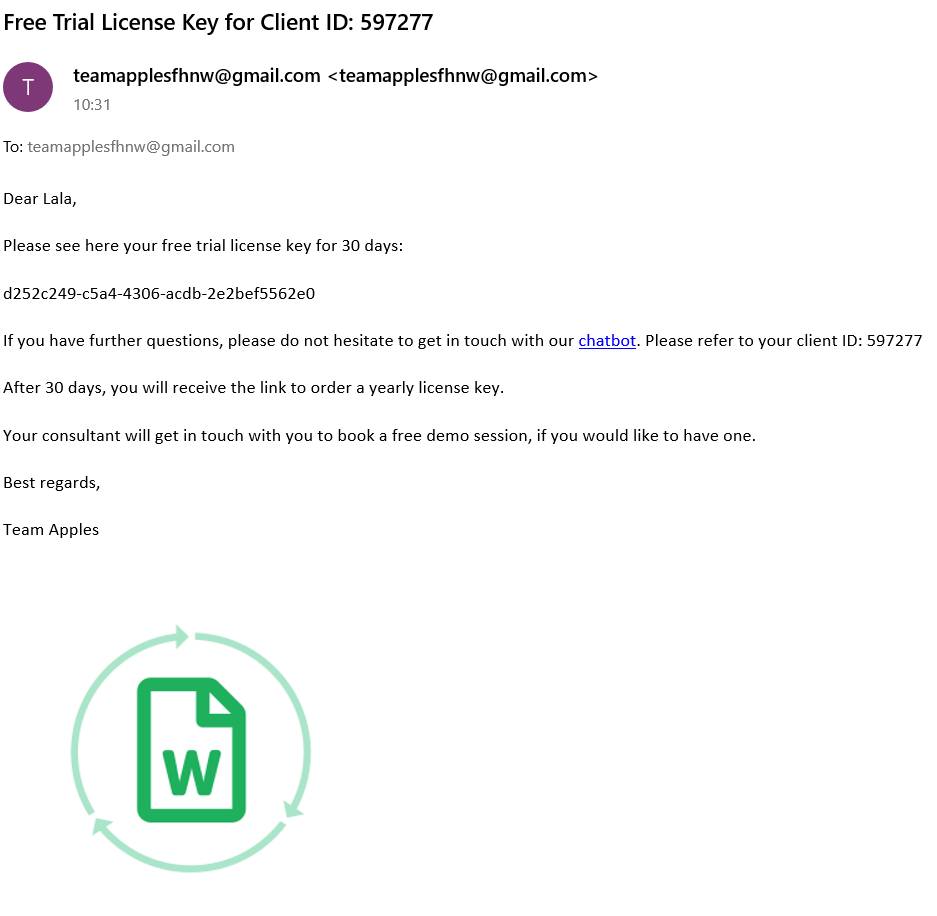 Free Trial License Key for Client ID: 597277
T
teamapplesfhnw@gmail.com <teamapplesfhnw@gmail.com>
10:31
To: teamapplesfhnw@gmail.com
Dear Lala,
Please see here your free trial license key for 30 days:
d252c249-c5a4-4306-acdb-2e2bef5562e0
If you have further questions, please do not hesitate to get in touch with our chatbot. Please refer to your client ID: 597277
After 30 days, you will receive the link to order a yearly license key.
Your consultant will get in touch with you to book a free demo session, if you would like to have one.
Best regards,
Team Apples
W